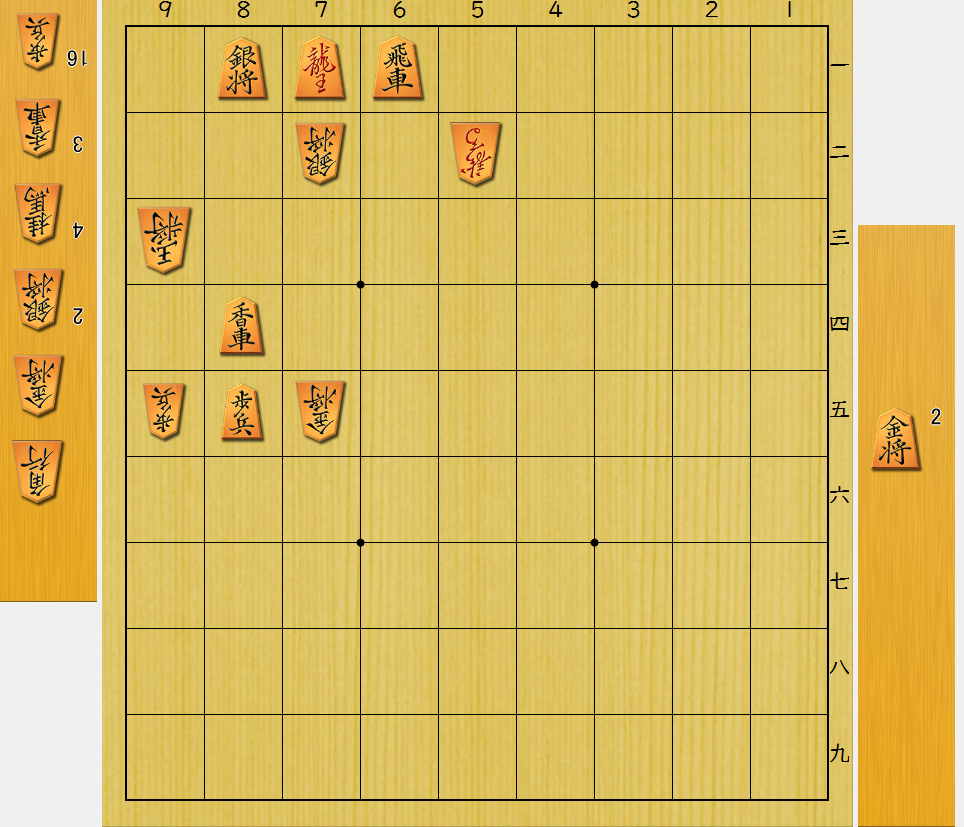 9 8 7 6 5 4 3 2 1
銀将 龍王 飛車 一
銀将 龍馬 二
玉将 三
香車 四
歩兵 歩兵 金将 五
六
七
八
九
歩兵 16
香車 3
桂馬 4
銀将 2
金将
角行
金将 2